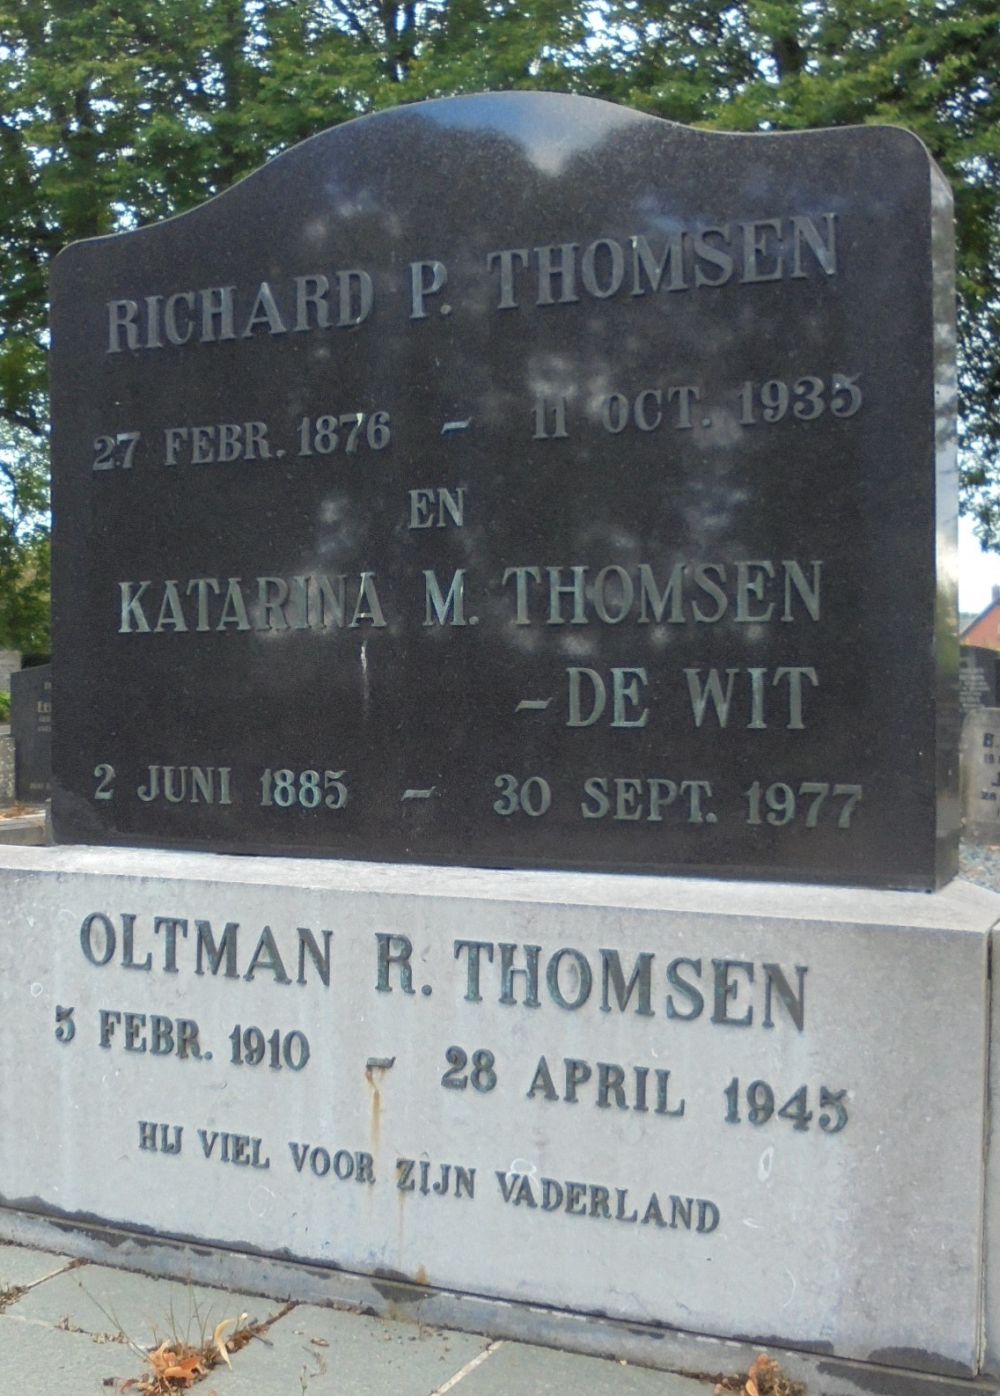 RICHARD P. THOMSEN
27 FEBR. 1876 – 11 OCT. 1935
EN
KATARINA M. THOMSEN
– DE WIT
2 JUNI 1885 – 30 SEPT. 1977
OLTMAN R. THOMSEN
5 FEBR. 1910 – 28 APRIL 1945
HIJ VIEL VOOR ZIJN VADERLAND